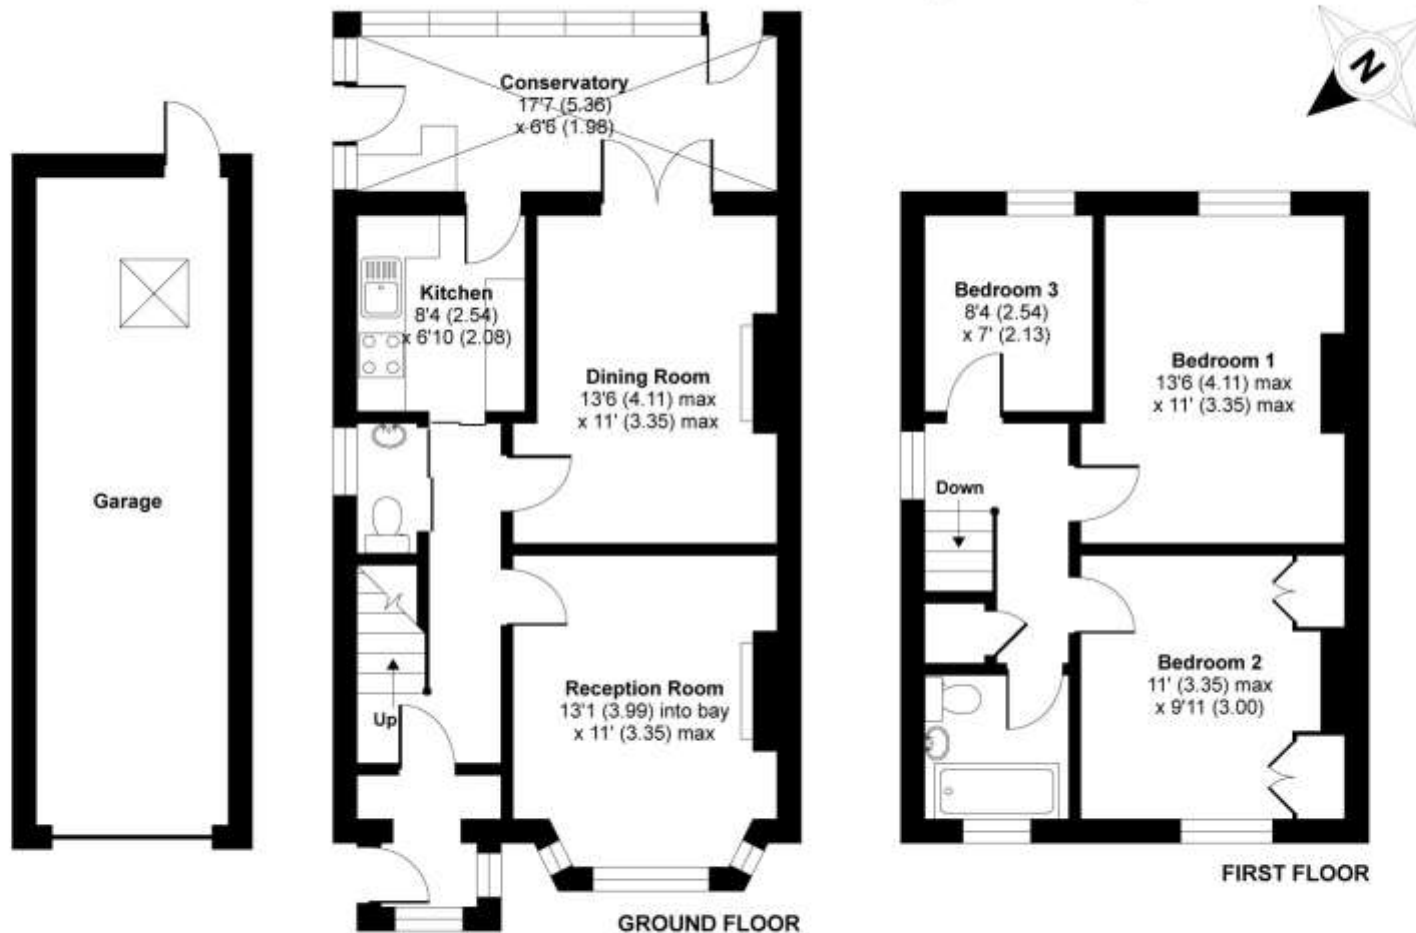 Conservatory
17'7 (5.36)
x 6'6 (1.98)
N
Kitchen
8'4 (2.54)
x 6'10 (2.08)
Dining Room
13'6 (4.11) max
x 11' (3.35) max
Garage
Reception Room
13'1 (3.99) into bay
x 11' (3.35) max
Up
GROUND FLOOR
Bedroom 3
8'4 (2.54)
x 7' (2.13)
Bedroom 1
13'6 (4.11) max
x 11' (3.35) max
Down
Bedroom 2
11' (3.35) max
x 9'11 (3.00)
FIRST FLOOR